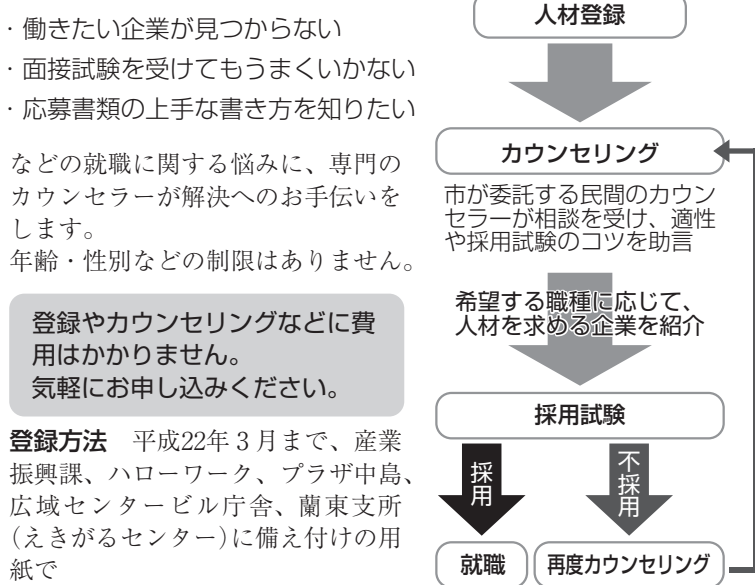 ・働きたい企業が見つからない
・面接試験を受けてもうまくいかない
・応募書類の上手な書き方を知りたい
などの就職に関する悩みに、専門の
カウンセラーが解決へのお手伝いを
します。
年齢・性別などの制限はありません。
登録やカウンセリングなどに費
用はかかりません。
気軽にお申し込みください。
登録方法　平成22年３月まで、産業
振興課、ハローワーク、プラザ中島、
広域センタービル庁舎、蘭東支所
(えきがるセンター)に備え付けの用
紙で
人材登録
カウンセリング
市が委託する民間のカウン
セラーが相談を受け、適性
や採用試験のコツを助言
希望する職種に応じて、
人材を求める企業を紹介
採用試験
採用
不採用
就職
再度カウンセリング